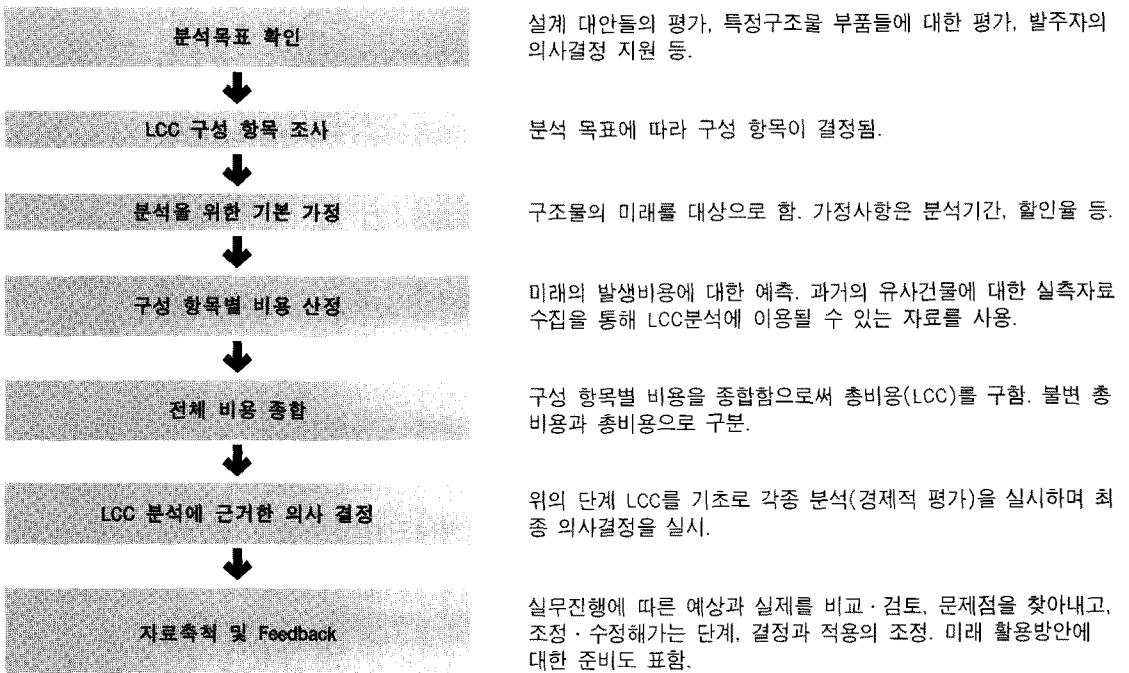 분석목표 확인
설계 대안들의 평가, 특정구조물 부품들에 대한 평가, 발주자의
의사결정 지원 등.
LCC 구성 항목 조사
분석 목표에 따라 구성 항목이 결정됨.
분석을 위한 기본 가정
구조물의 미래를 대상으로 함. 가정사항은 분석기간, 할인율 등.
구성 항목별 비용 산정
미래의 발생비용에 대한 예측. 과거의 유사건물에 대한 실측자료
수집을 통해 LCC분석에 이용될 수 있는 자료를 사용.
전체 비용 종합
구성 항목별 비용을 종합함으로써 총비용(LCC)를 구함. 불변 총
비용과 총비용으로 구분.
LCC 분석에 근거한 의사 결정
위의 단계 LCC를 기초로 각종 분석(경제적 평가)을 실시하며 최
종 의사결정을 실시.
자료축적 및 Feedback
실무진행에 따른 예상과 실제를 비교 · 검토, 문제점을 찾아내고,
조정 · 수정해가는 단계, 결정과 적용의 조정. 미래 활용방안에
대한 준비도 포함.